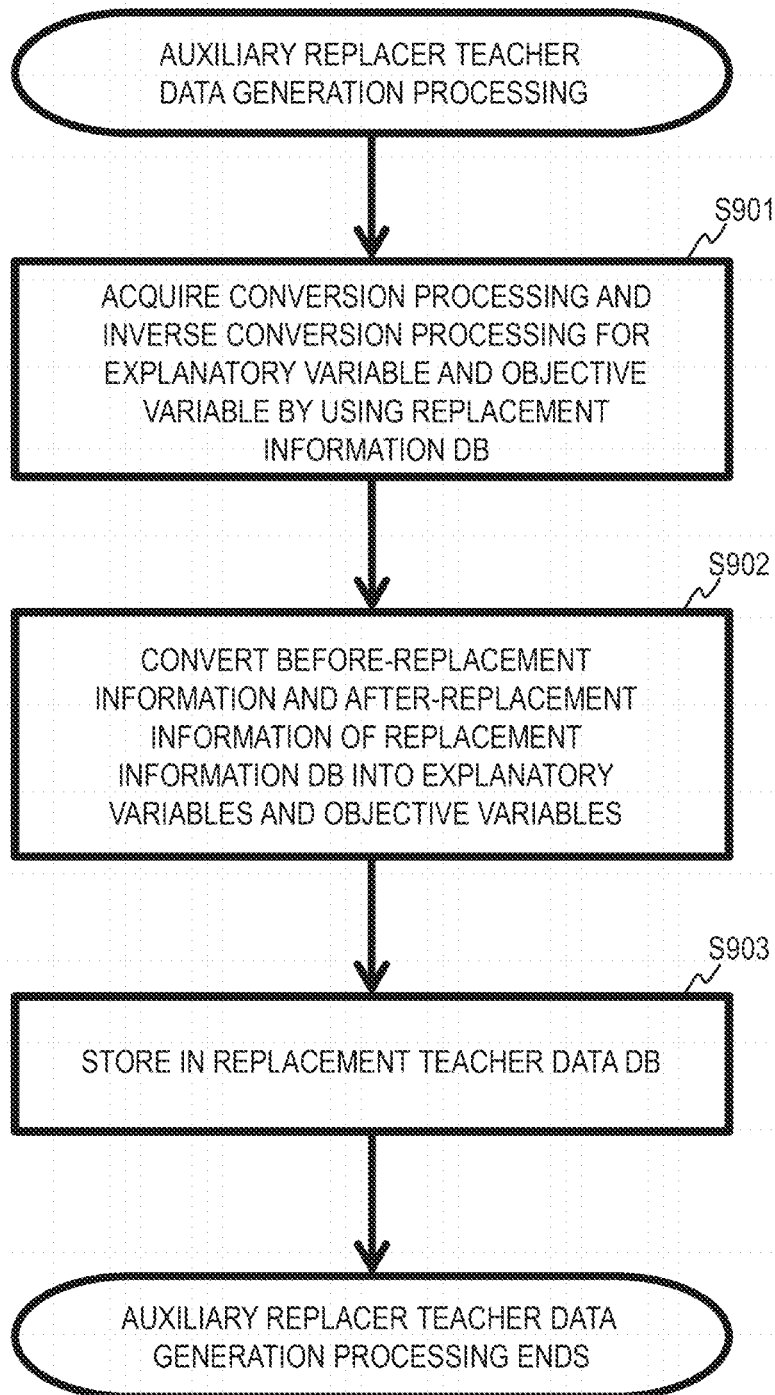 AUXILIARY REPLACER TEACHER
DATA GENERATION PROCESSING
S901
ACQUIRE CONVERSION PROCESSING AND
INVERSE CONVERSION PROCESSING FOR
EXPLANATORY VARIABLE AND OBJECTIVE
VARIABLE BY USING REPLACEMENT
INFORMATION DB
S902
CONVERT BEFORE-REPLACEMENT
INFORMATION AND AFTER-REPLACEMENT
INFORMATION OF REPLACEMENT
INFORMATION DB INTO EXPLANATORY
VARIABLES AND OBJECTIVE VARIABLES
S903
STORE IN REPLACEMENT TEACHER DATA DB
AUXILIARY REPLACER TEACHER DATA
GENERATION PROCESSING ENDS